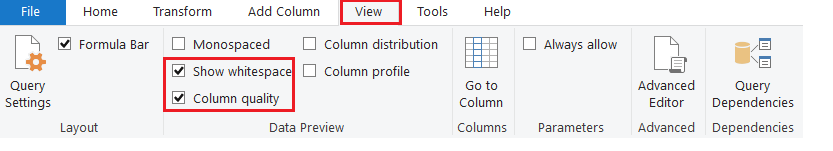 File Home Transform Add Column View Tools Help
Formula Bar Monospaced Column distribution Always allow
Show whitespace Column profile
Query Settings Column quality Go to Column Advanced Editor Query Dependencies
Layout Data Preview Columns Parameters Advanced Dependencies